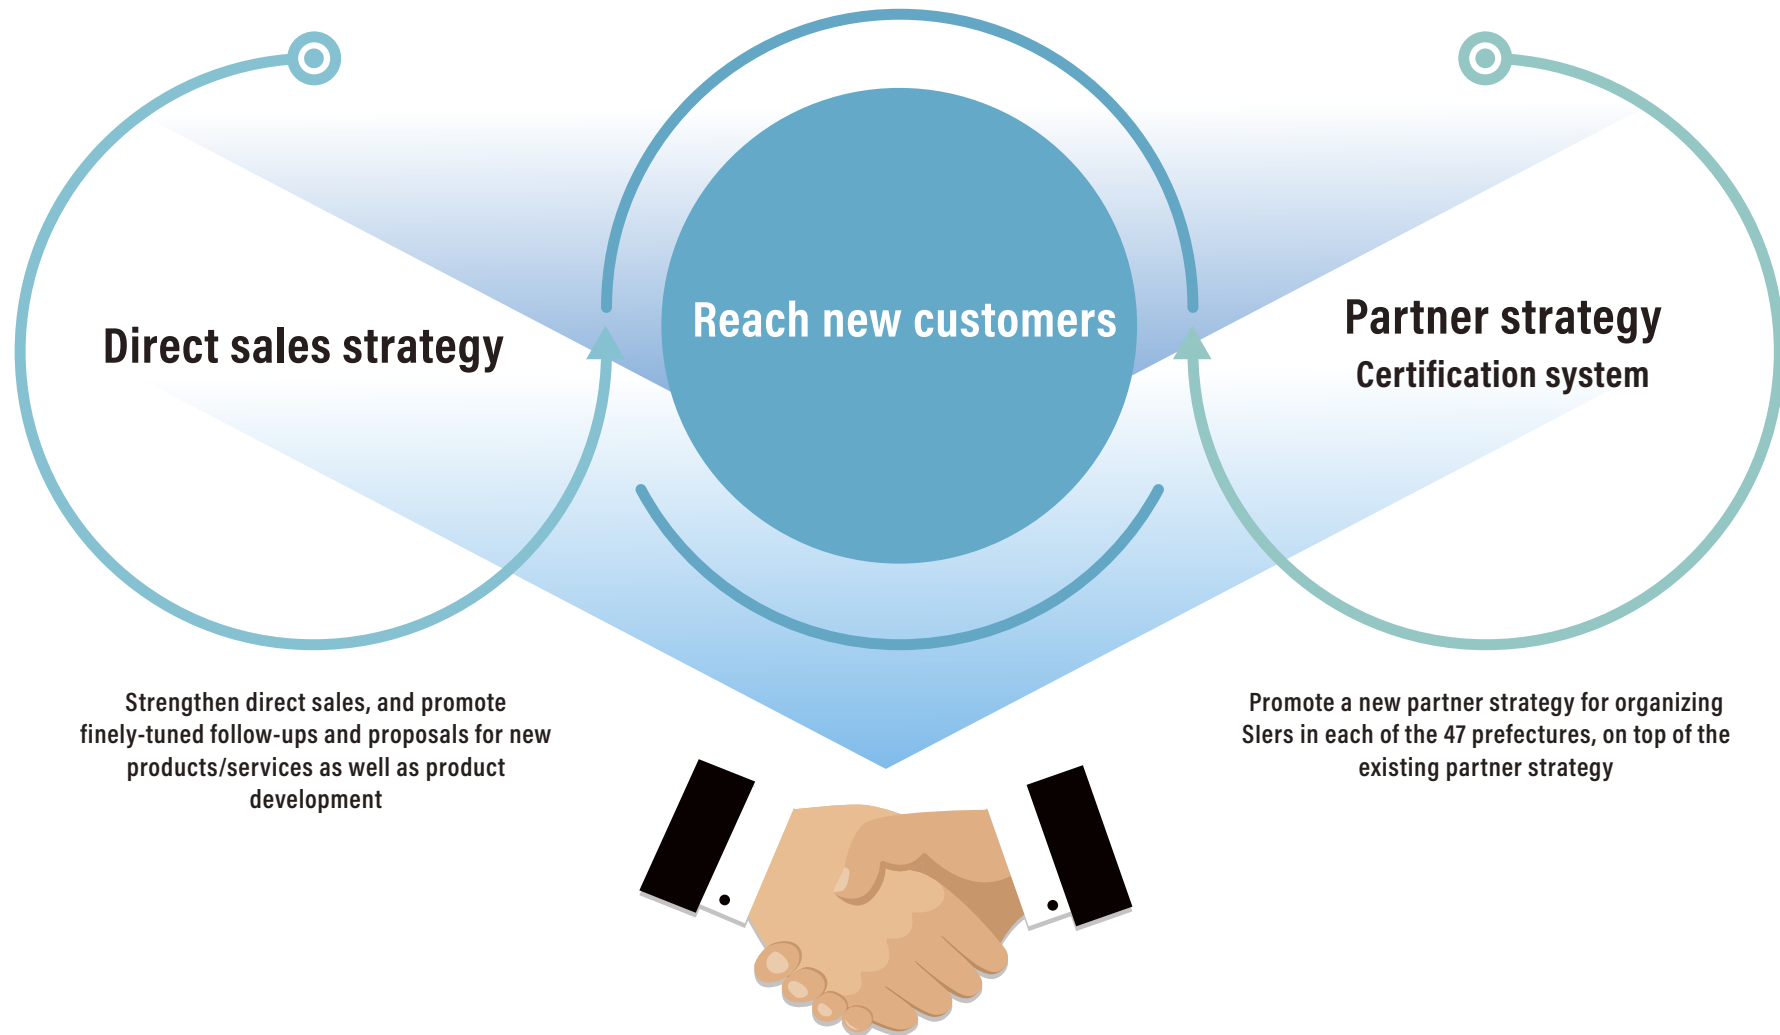 Direct sales strategy
Strengthen direct sales, and promote
finely-tuned follow-ups and proposals for new
products/services as well as product
development
Reach new customers
Partner strategy
Certification system
Promote a new partner strategy for organizing
SIers in each of the 47 prefectures, on top of the
existing partner strategy